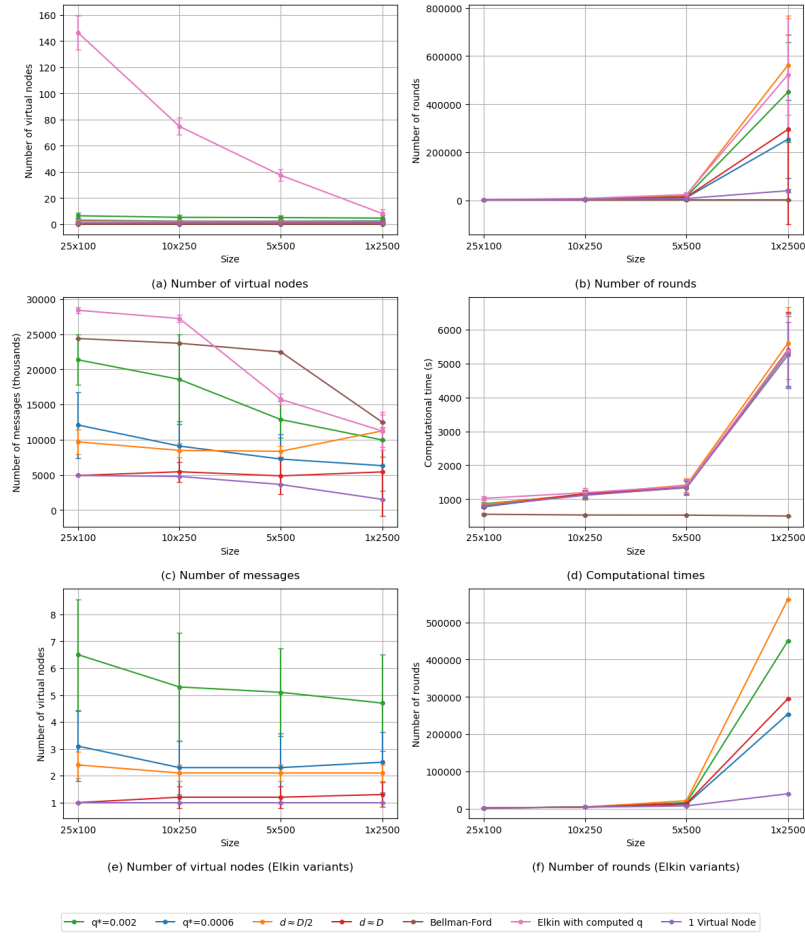 160
140
120
100
80
60
40
20
0
Number of virtual nodes
25x100 10x250 5x500 1x2500
Size
(a) Number of virtual nodes
800000
600000
400000
200000
0
Number of rounds
25x100 10x250 5x500 1x2500
Size
(b) Number of rounds
30000
25000
20000
15000
10000
5000
0
Number of messages (thousands)
25x100 10x250 5x500 1x2500
Size
(c) Number of messages
6000
5000
4000
3000
2000
1000
Computational time (s)
25x100 10x250 5x500 1x2500
Size
(d) Computational times
8
7
6
5
4
3
2
1
Number of virtual nodes
25x100 10x250 5x500 1x2500
Size
(e) Number of virtual nodes (Elkin variants)
500000
400000
300000
200000
100000
0
Number of rounds
25x100 10x250 5x500 1x2500
Size
(f) Number of rounds (Elkin variants)
q*=0.002 q*=0.0006 d ≈ D/2 d ≈ D Bellman-Ford Elkin with computed q 1 Virtual Node